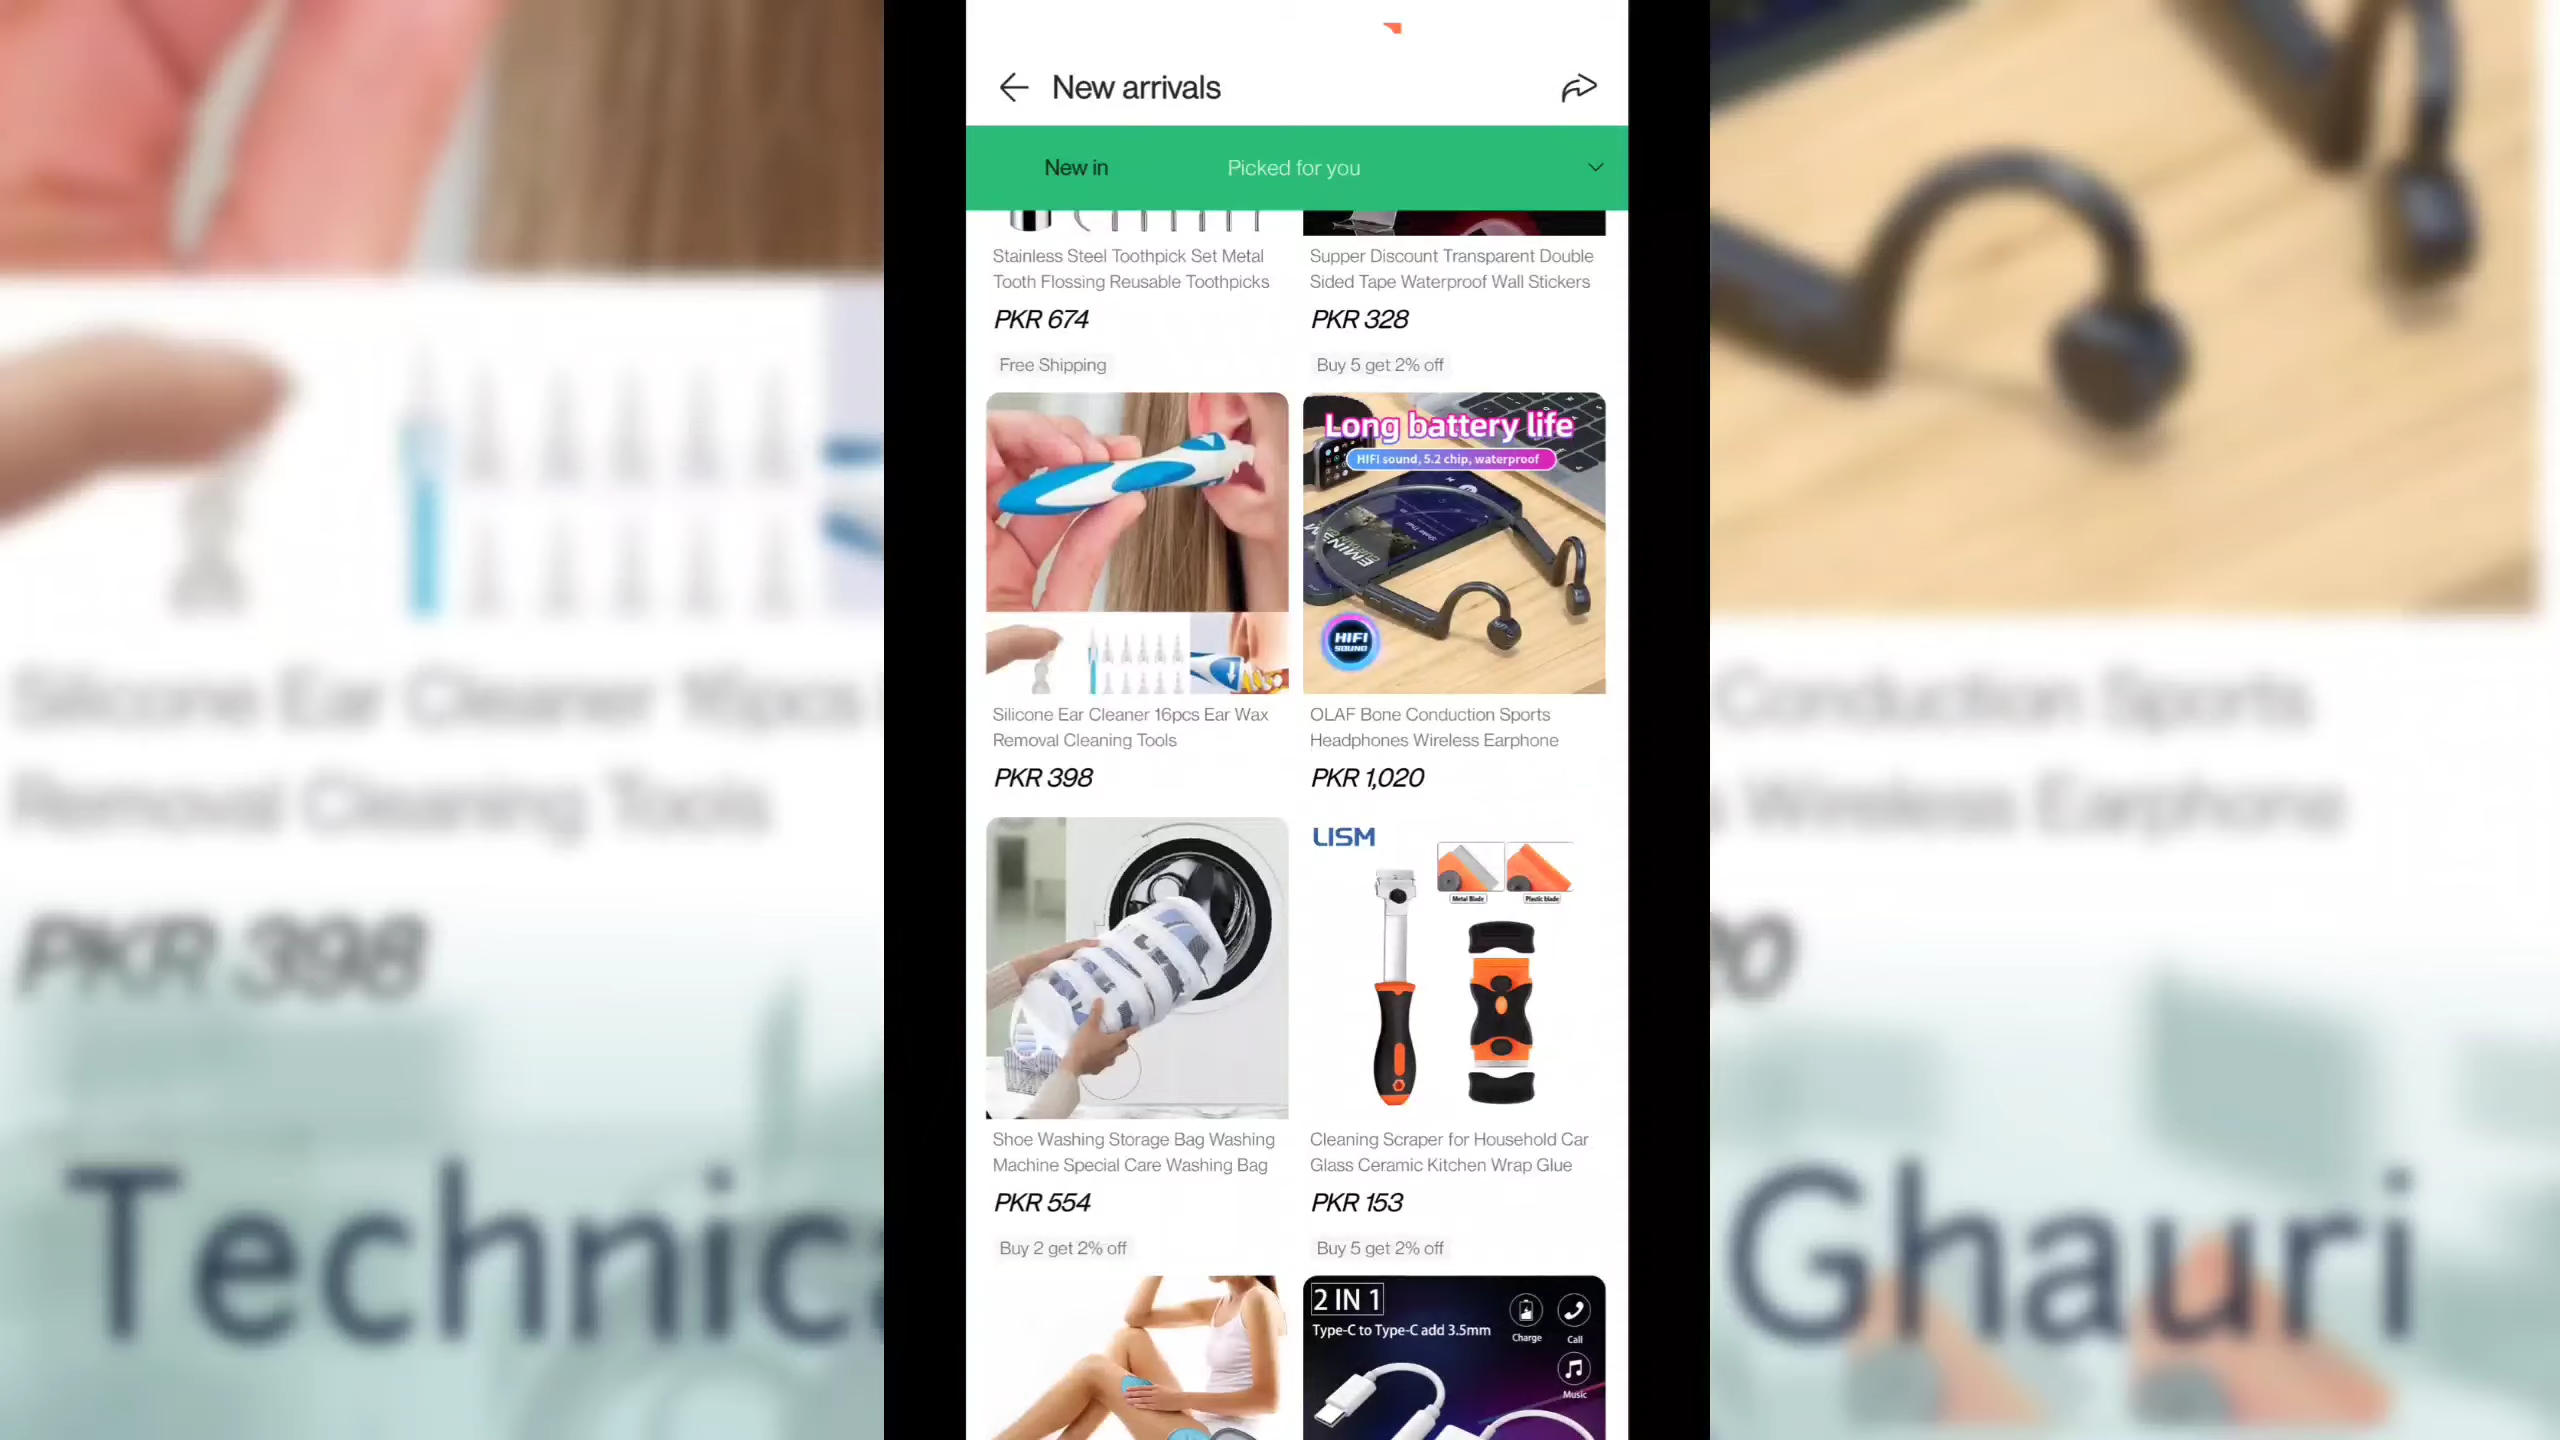 New arrivals
New in
Picked for you
Stainless Steel Toothpick Set Metal
Tooth Flossing Reusable Toothpicks
PKR 674
Free Shipping
Supper Discount Transparent Double
Sided Tape Waterproof Wall Stickers
PKR 328
Buy 5 get 2% off
Long battery life
HIFI sound, 5.2 chip, waterproof
HIFI
SOUND
Silicone Ear Cleaner 16pcs Ear Wax
Removal Cleaning Tools
PKR 398
OLAF Bone Conduction Sports
Headphones Wireless Earphone
PKR 1,020
LISM
Metal Blade
Plastic blade
Shoe Washing Storage Bag Washing
Machine Special Care Washing Bag
PKR 554
Buy 2 get 2% off
Cleaning Scraper for Household Car
Glass Ceramic Kitchen Wrap Glue
PKR 153
Buy 5 get 2% off
2 IN 1
Type-C to Type-C add 3.5mm
Charge
Call
Music
Silicone Ear Cleaner 16pcs
Removal Cleaning Tools
PKR 398
Conduction Sports
Wireless Earphone
20
Technica
Ghauri